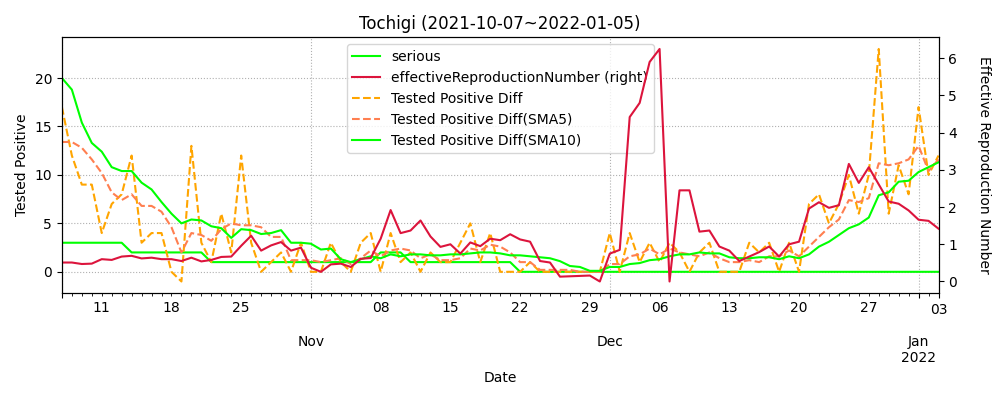 Tochigi (2021-10-07~2022-01-05)
serious
effectiveReproductionNumber (right)
Tested Positive Diff
Tested Positive Diff(SMA5)
Tested Positive Diff(SMA10)
Tested Positive
20
15
10
5
0
Effective Reproduction Number
6
5
4
3
2
1
0
11 18 25 08 15 22 29 06 13 20 27 03
Nov Dec Jan
2022
Date